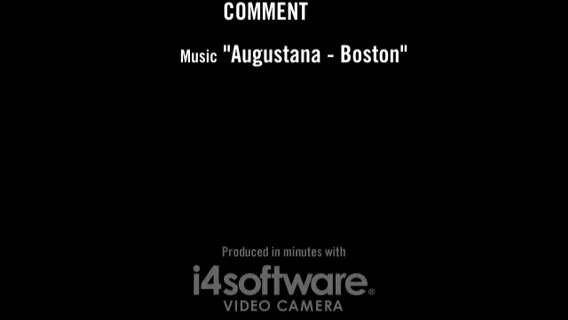 COMMENT
Music "Augustana - Boston"
Produced in minutes with
i4software®
VIDEO CAMERA